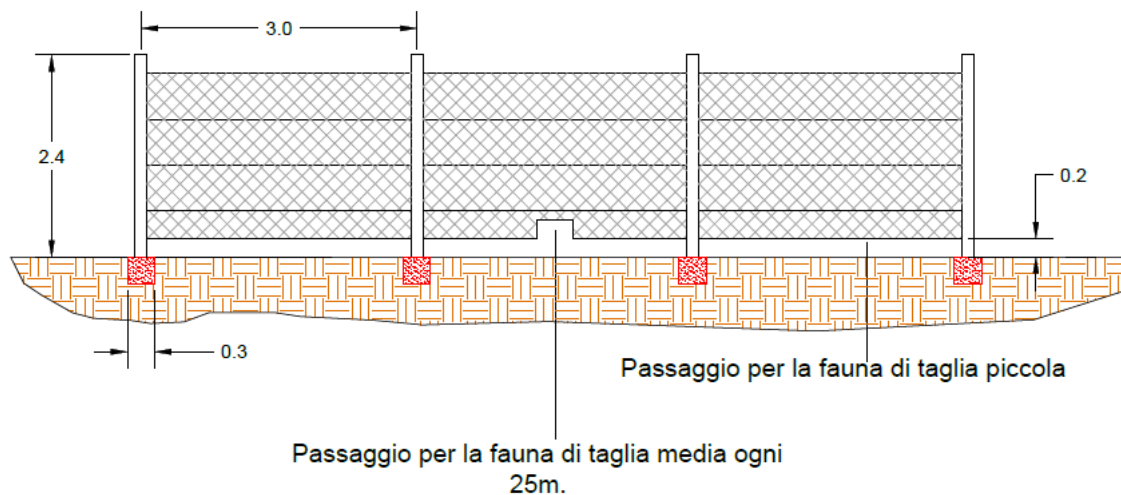 3.0
2.4
0.2
0.3
Passaggio per la fauna di taglia piccola
Passaggio per la fauna di taglia media ogni
25m.